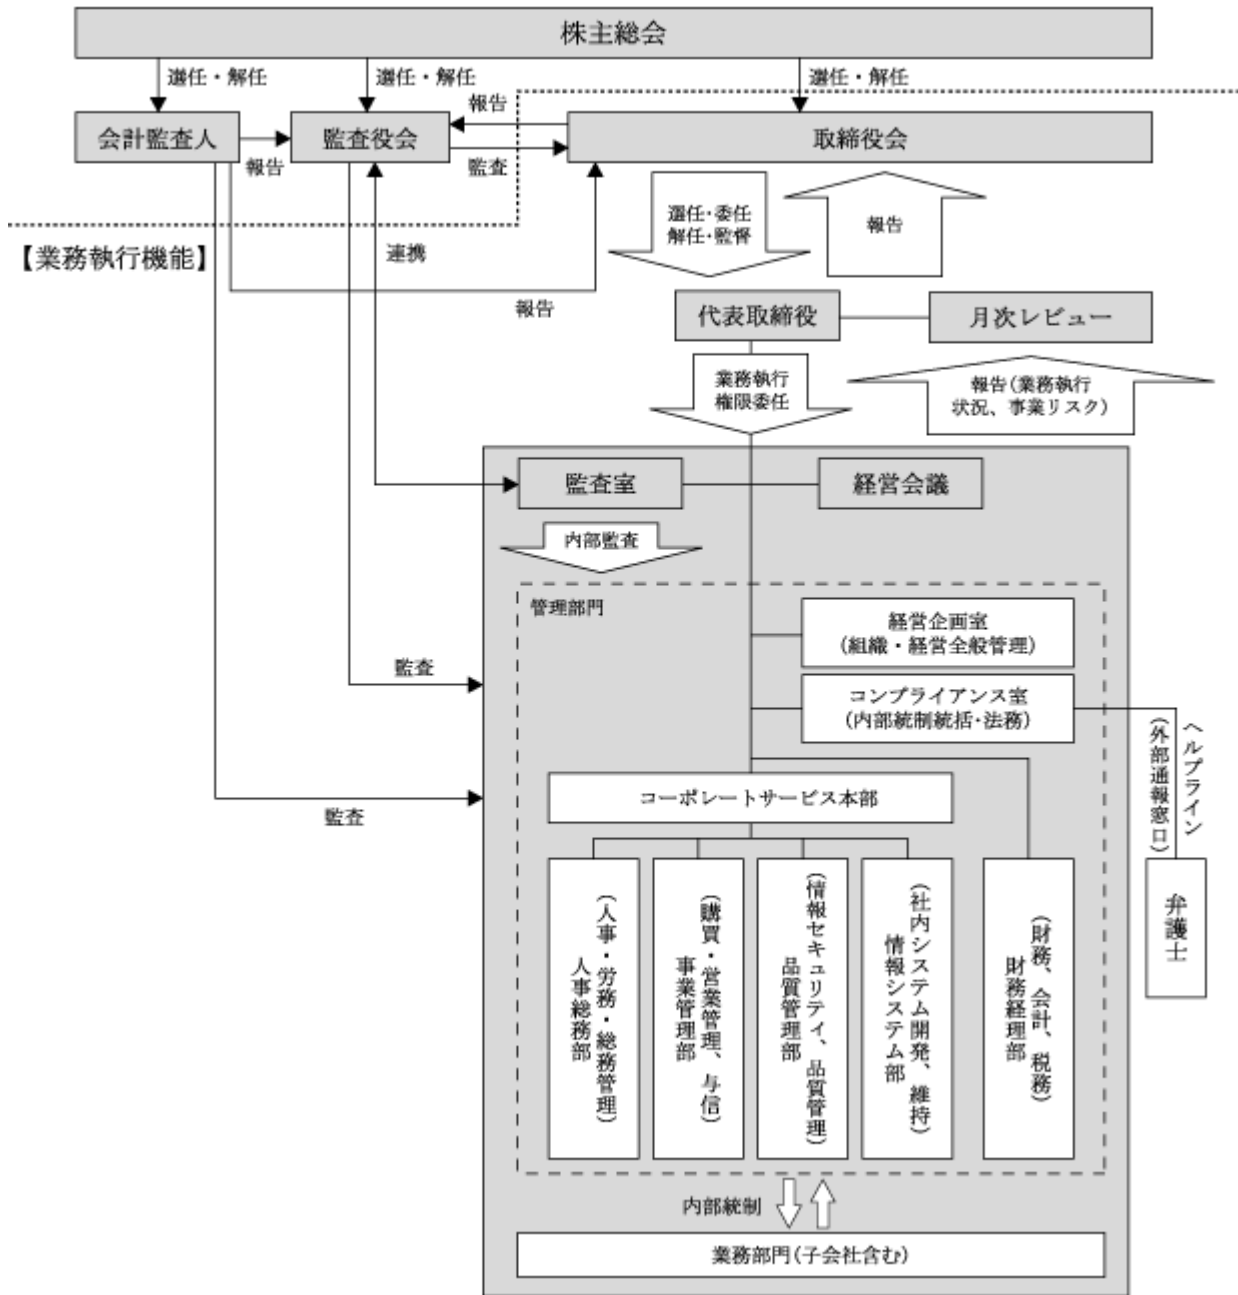 株主総会
選任・解任
選任・解任
選任・解任
報告
会計監査人
監査役会
取締役会
報告
監査
選任・委任
解任・監督
報告
【業務執行機能】
連携
報告
代表取締役
月次レビュー
業務執行
権限委任
報告(業務執行
状況、事業リスク)
監査室
経営会議
内部監査
管理部門
経営企画室
(組織・経営全般管理)
監査
コンプライアンス室
(内部統制統括・法務)
ヘルプライン
(外部通報窓口)
コーポレートサービス本部
監査
(人事・労務・総務管理)
人事総務部
(購買・営業管理、与信)
事業管理部
(情報セキュリティ、品質管理)
品質管理部
(社内システム開発、維持)
情報システム部
(財務、会計、税務)
財務経理部
弁護士
内部統制
業務部門(子会社含む)